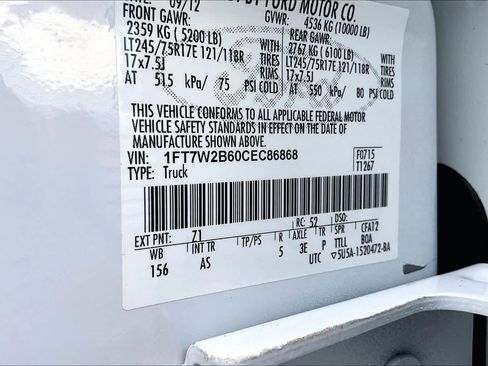 09/12 BY FORD MOTOR CO.
FRONT GAWR: GVWR: 4536 KG (10000 LB)
2359 KG ( 5200 LB) REAR GAWR:
LT245/75R17E 121/118R TIRES 2767 KG ( 6100 LB)
17x7.5J RIMS LT245/75R17E 121/118R TIRES
AT 515 kPa/ 75 PSI COLD 17x7.5J RIMS
AT 550 kPa/ 80 PSI COLD
THIS VEHICLE CONFORMS TO ALL APPLICABLE FEDERAL MOTOR
VEHICLE SAFETY STANDARDS IN EFFECT ON THE DATE OF
MANUFACTURE SHOWN ABOVE.
VIN: 1FT7W2B60CEC86868 F0715
TYPE: Truck T1267
EXT PNT: 71 RC: 52 DSO:
WB INT TR TP/PS R AXLE TR SPR CFA12
156 AS 5 3E P TTLL BOA
UTC ▽5U5A-1520472-BA